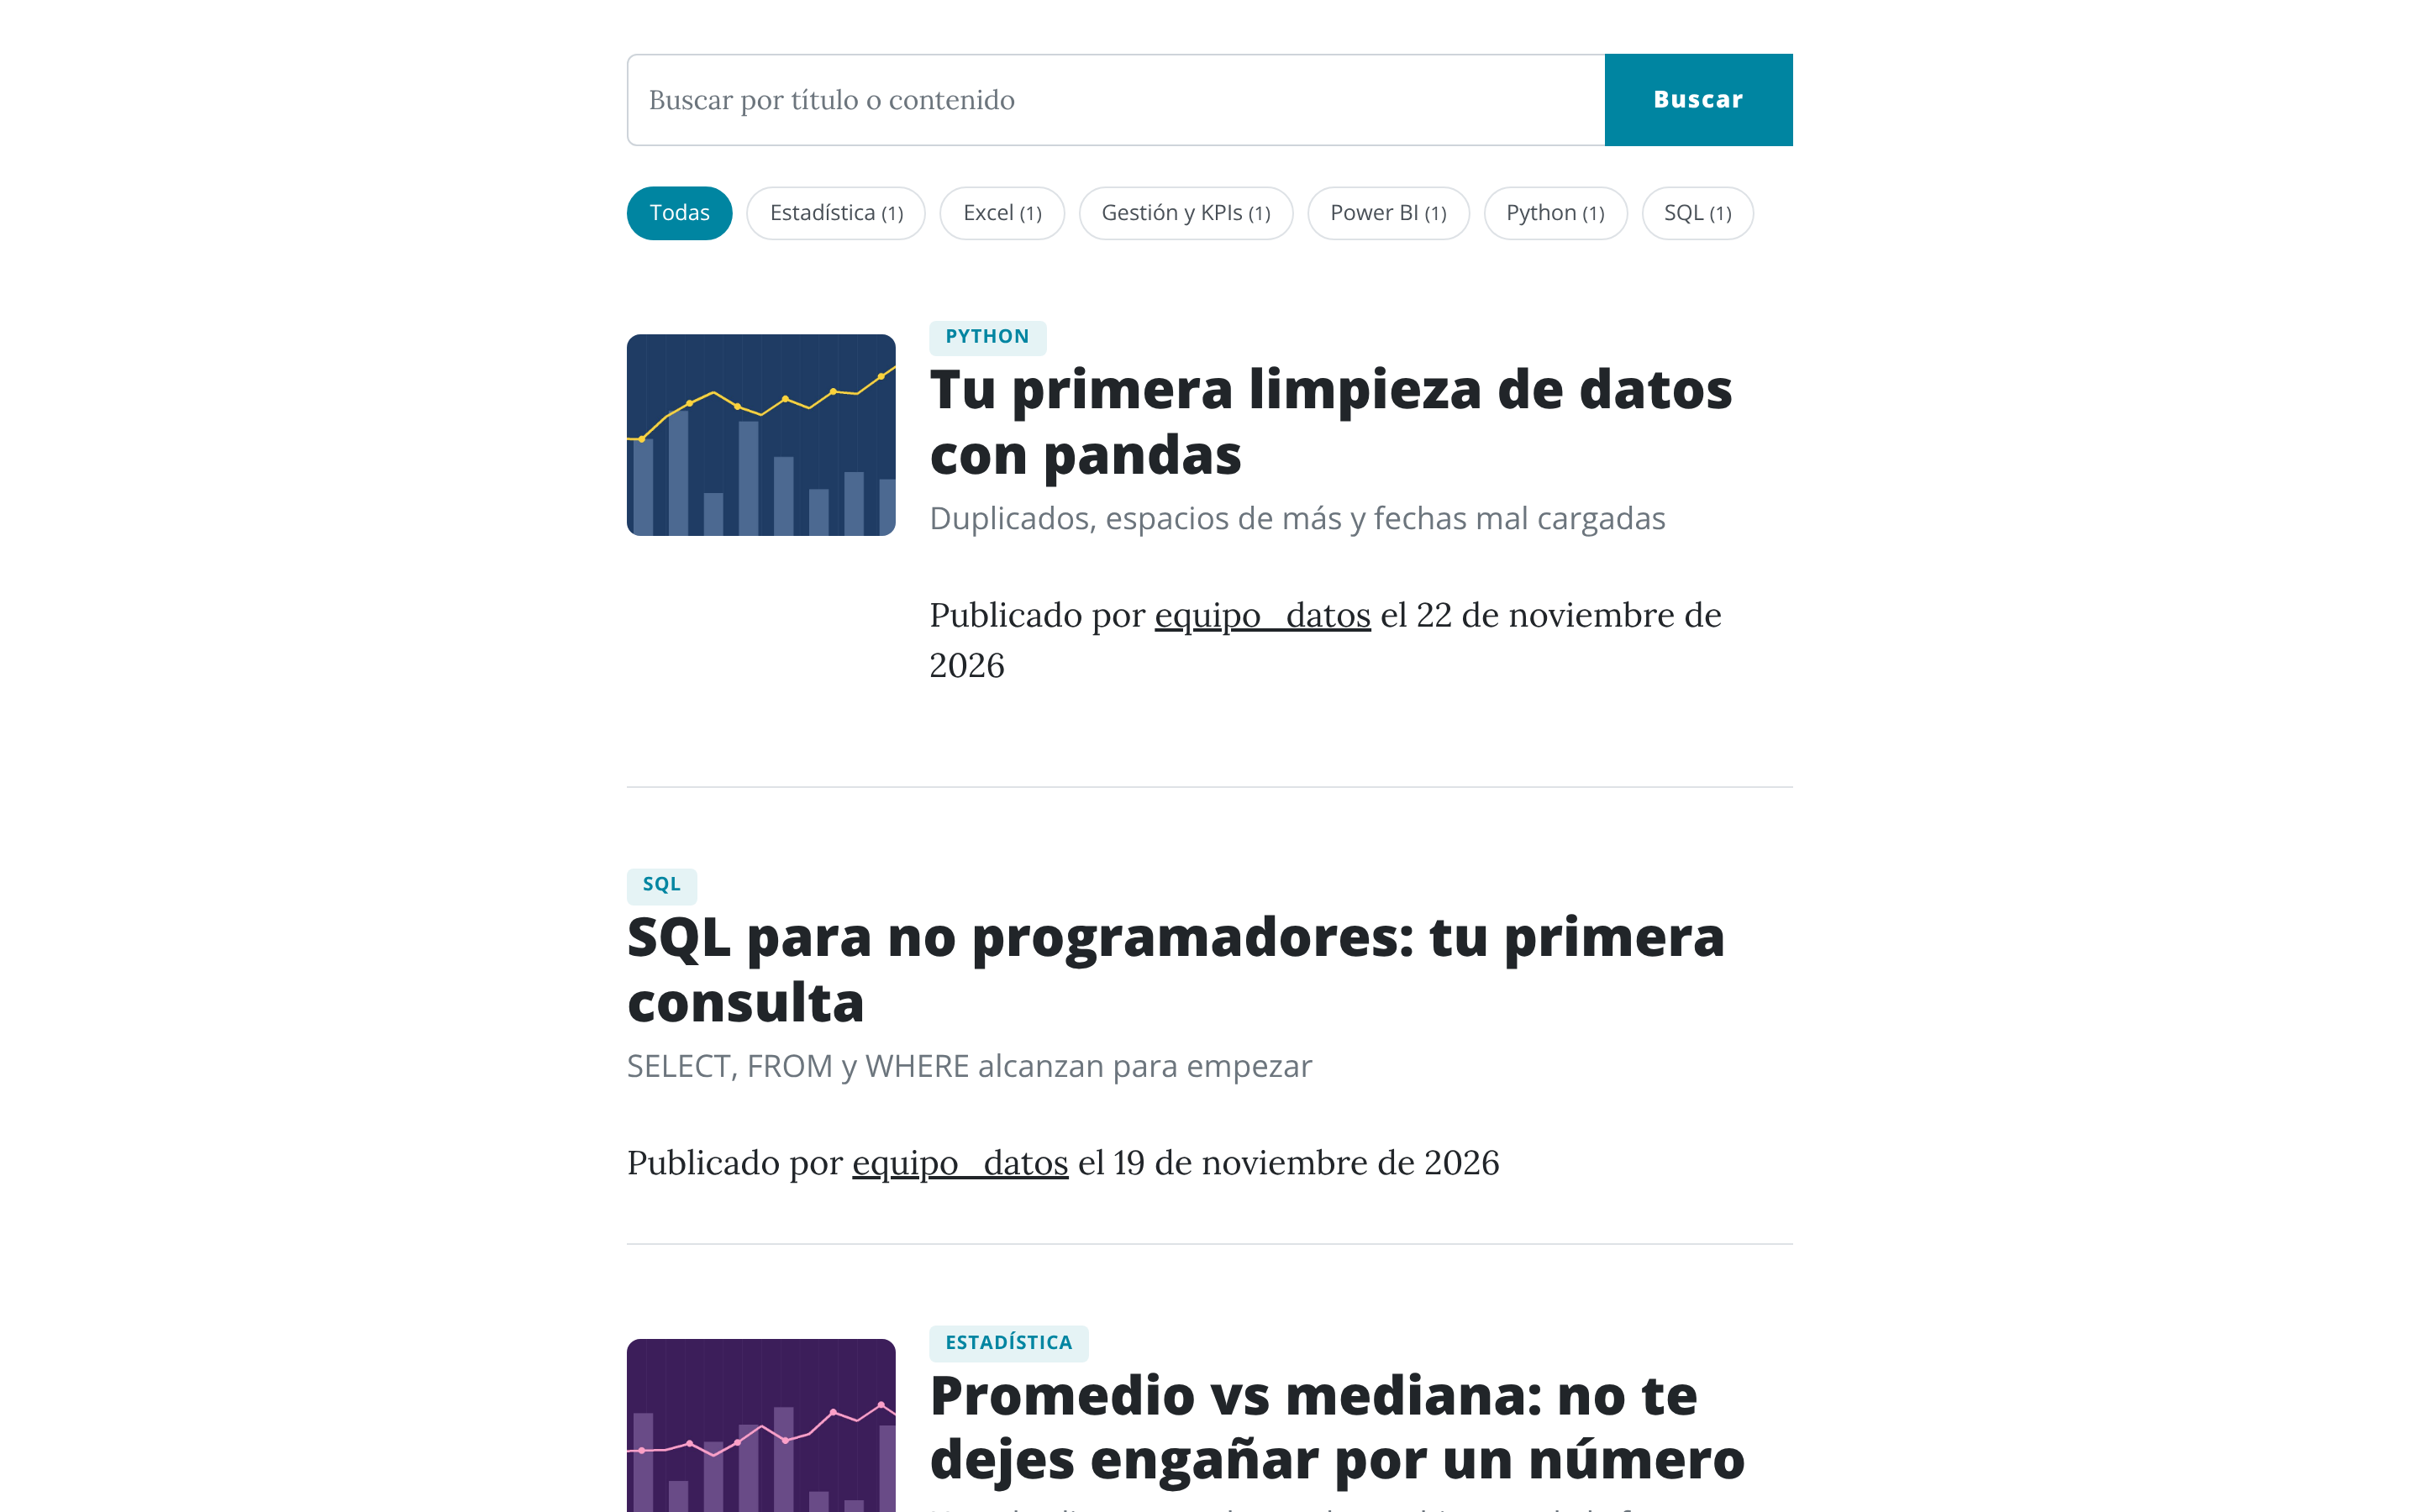 Buscar por título o contenido
Buscar
Todas
Estadística (1)
Excel (1)
Gestión y KPIs (1)
Power BI (1)
Python (1)
SQL (1)
PYTHON
Tu primera limpieza de datos
con pandas
Duplicados, espacios de más y fechas mal cargadas
Publicado por equipo_datos el 22 de noviembre de
2026
SQL
SQL para no programadores: tu primera
consulta
SELECT, FROM y WHERE alcanzan para empezar
Publicado por equipo_datos el 19 de noviembre de 2026
ESTADÍSTICA
Promedio vs mediana: no te
dejes engañar por un número